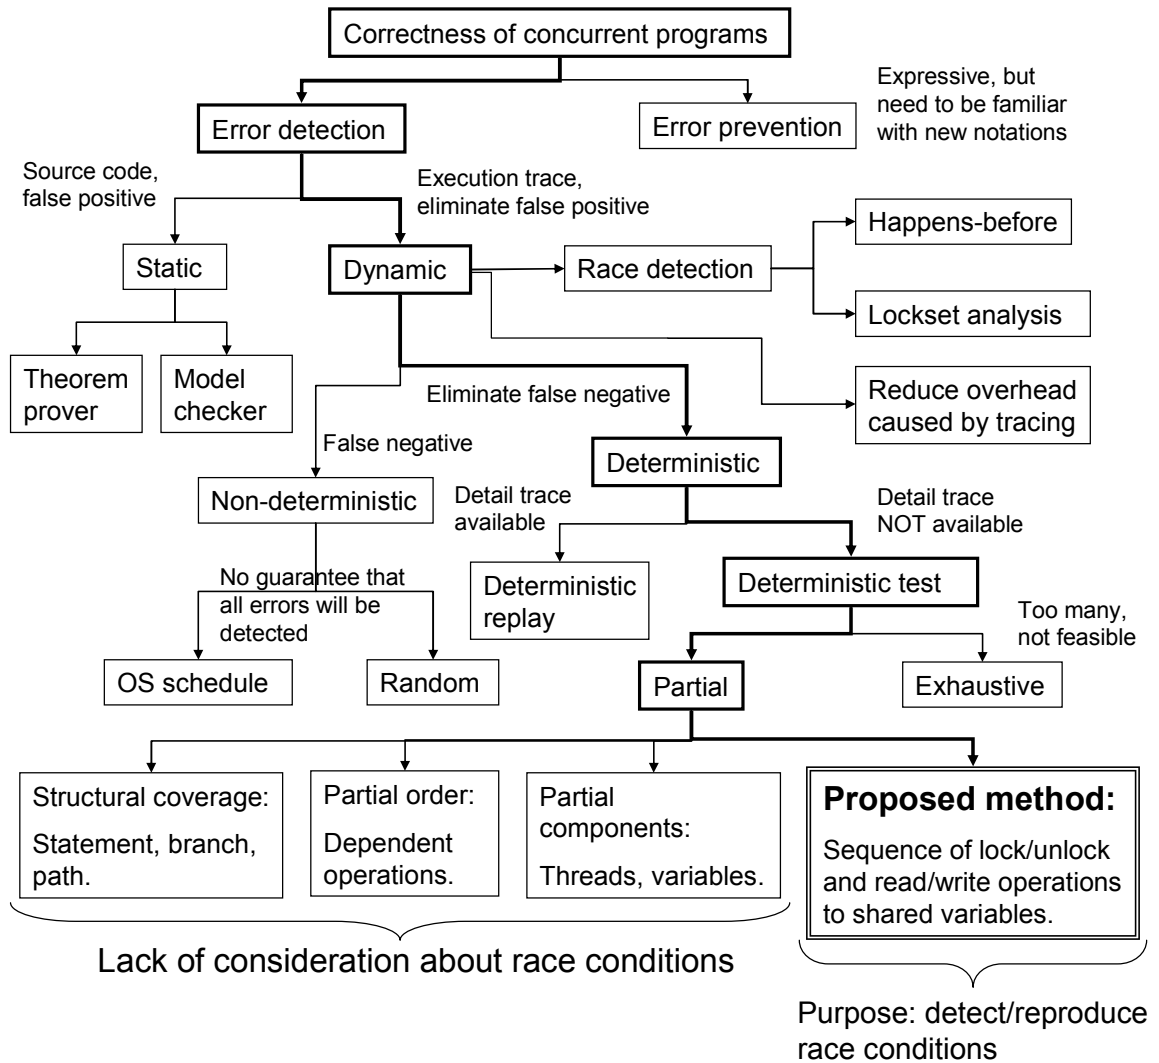 Correctness of concurrent programs
Expressive, but
need to be familiar
with new notations
Error detection
Error prevention
Source code,
false positive
Execution trace,
eliminate false positive
Happens-before
Static
Dynamic
Race detection
Lockset analysis
Theorem
prover
Model
checker
Reduce overhead
caused by tracing
Eliminate false negative
False negative
Deterministic
Non-deterministic
Detail trace
available
Detail trace
NOT available
No guarantee that
all errors will be
detected
Deterministic
replay
Deterministic test
Too many,
not feasible
OS schedule
Random
Partial
Exhaustive
Structural coverage:
Statement, branch,
path.
Partial order:
Dependent
operations.
Partial
components:
Threads, variables.
Proposed method:
Sequence of lock/unlock
and read/write operations
to shared variables.
Lack of consideration about race conditions
Purpose: detect/reproduce
race conditions